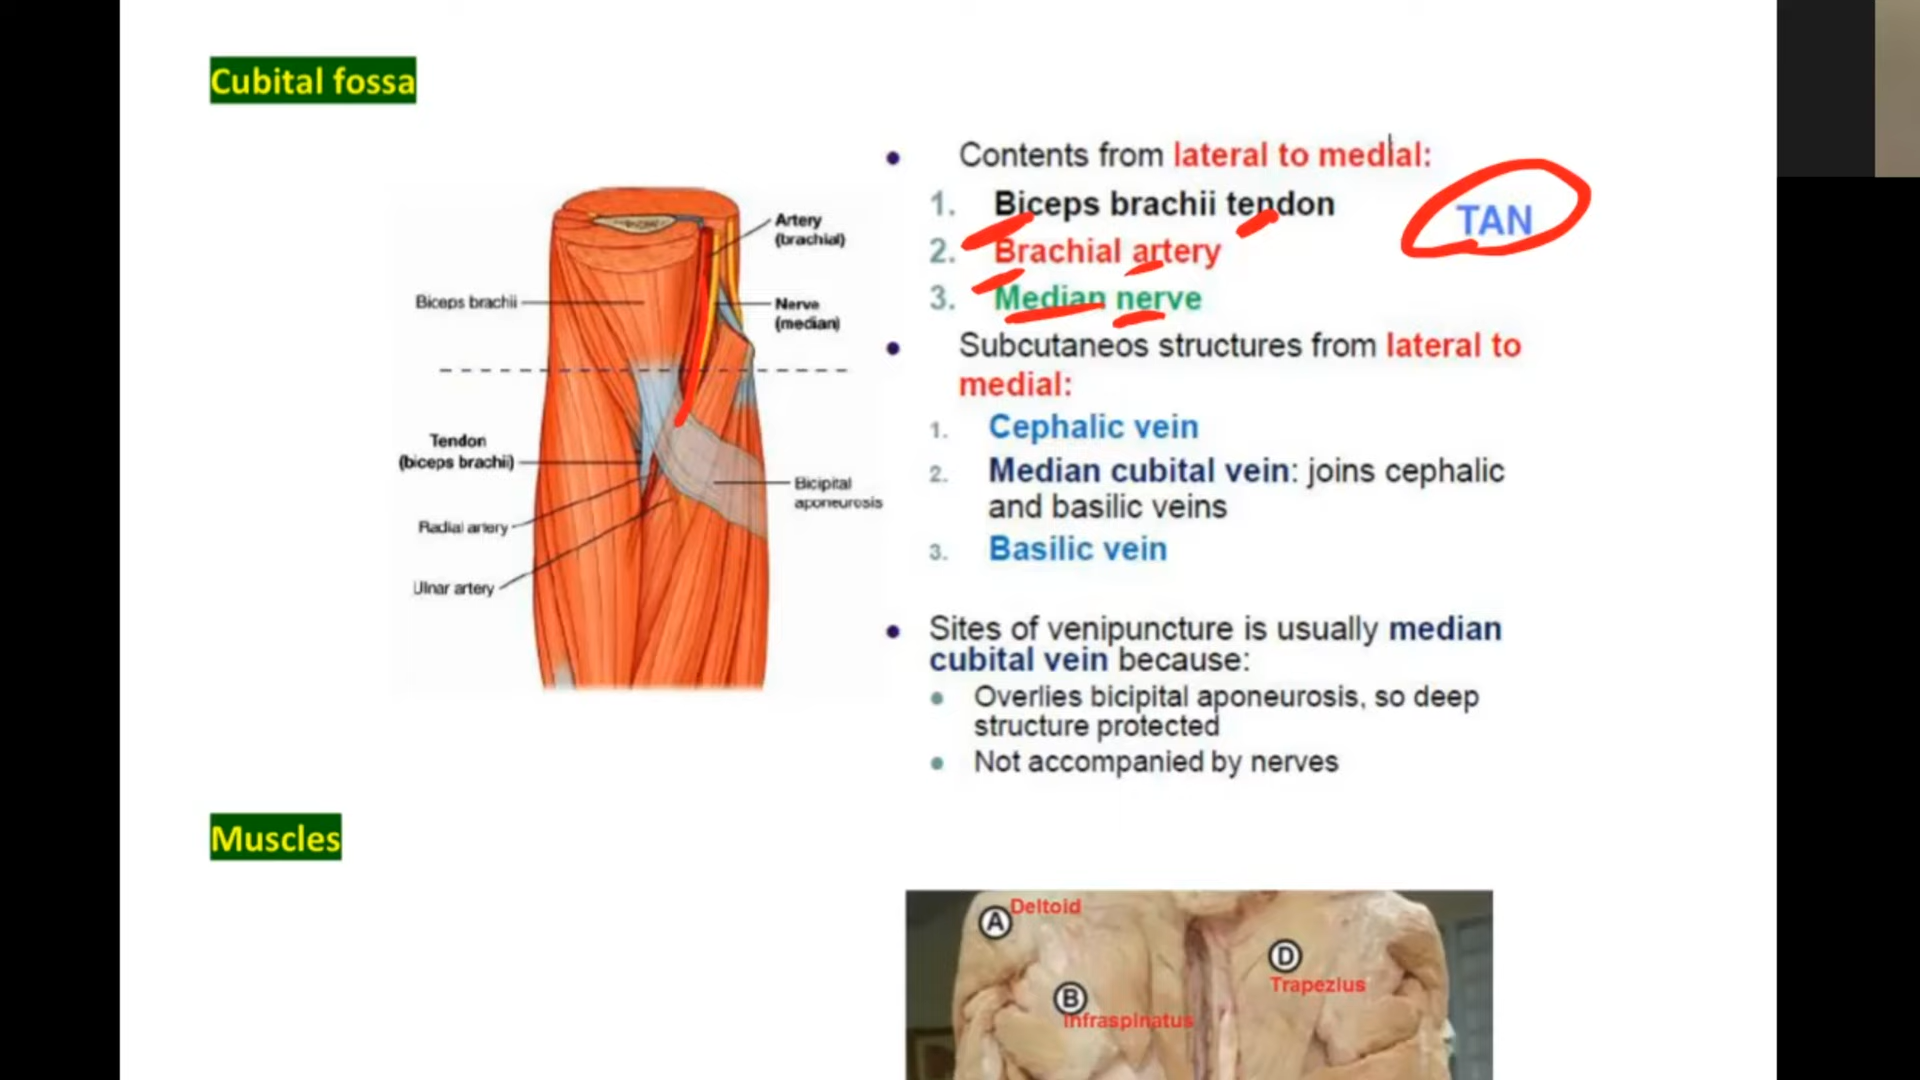 Cubital fossa
Artery
(brachial)
Biceps brachii
Nerve
(median)
Tendon
(biceps brachii)
Bicipital
aponeurosis
Radial artery
Ulnar artery
• Contents from lateral to medial:
1. Biceps brachii tendon
TAN
2. Brachial artery
3. Median nerve
• Subcutaneos structures from lateral to
medial:
1. Cephalic vein
2. Median cubital vein: joins cephalic
and basilic veins
3. Basilic vein
• Sites of venipuncture is usually median
cubital vein because:
• Overlies bicipital aponeurosis, so deep
structure protected
• Not accompanied by nerves
Muscles
A Deltoid
D
Trapezius
B
Infraspinatus